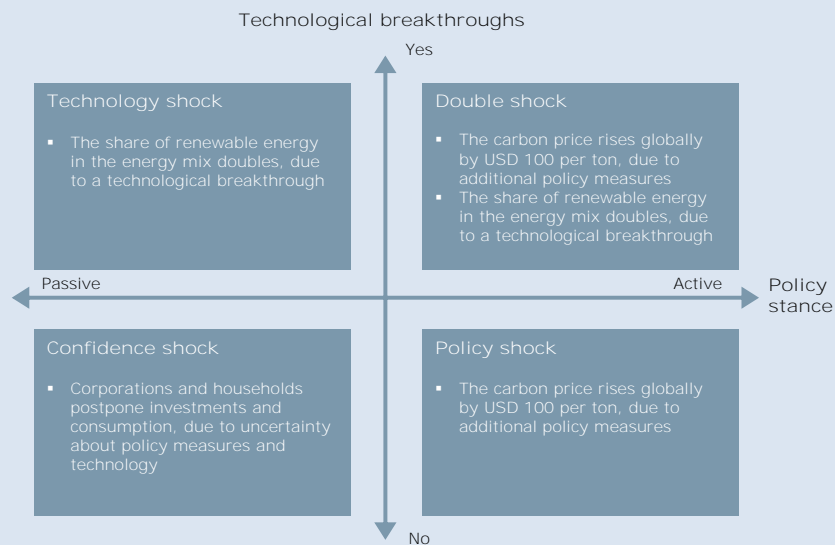 Technological breakthroughs
Yes
Technology shock
▪ The share of renewable energy
in the energy mix doubles, due
to a technological breakthrough
Double shock
▪ The carbon price rises globally
by USD 100 per ton, due to
additional policy measures
▪ The share of renewable energy
in the energy mix doubles, due
to a technological breakthrough
Passive
Active
Policy
stance
Confidence shock
▪ Corporations and households
postpone investments and
consumption, due to uncertainty
about policy measures and
technology
Policy shock
▪ The carbon price rises globally
by USD 100 per ton, due to
additional policy measures
No